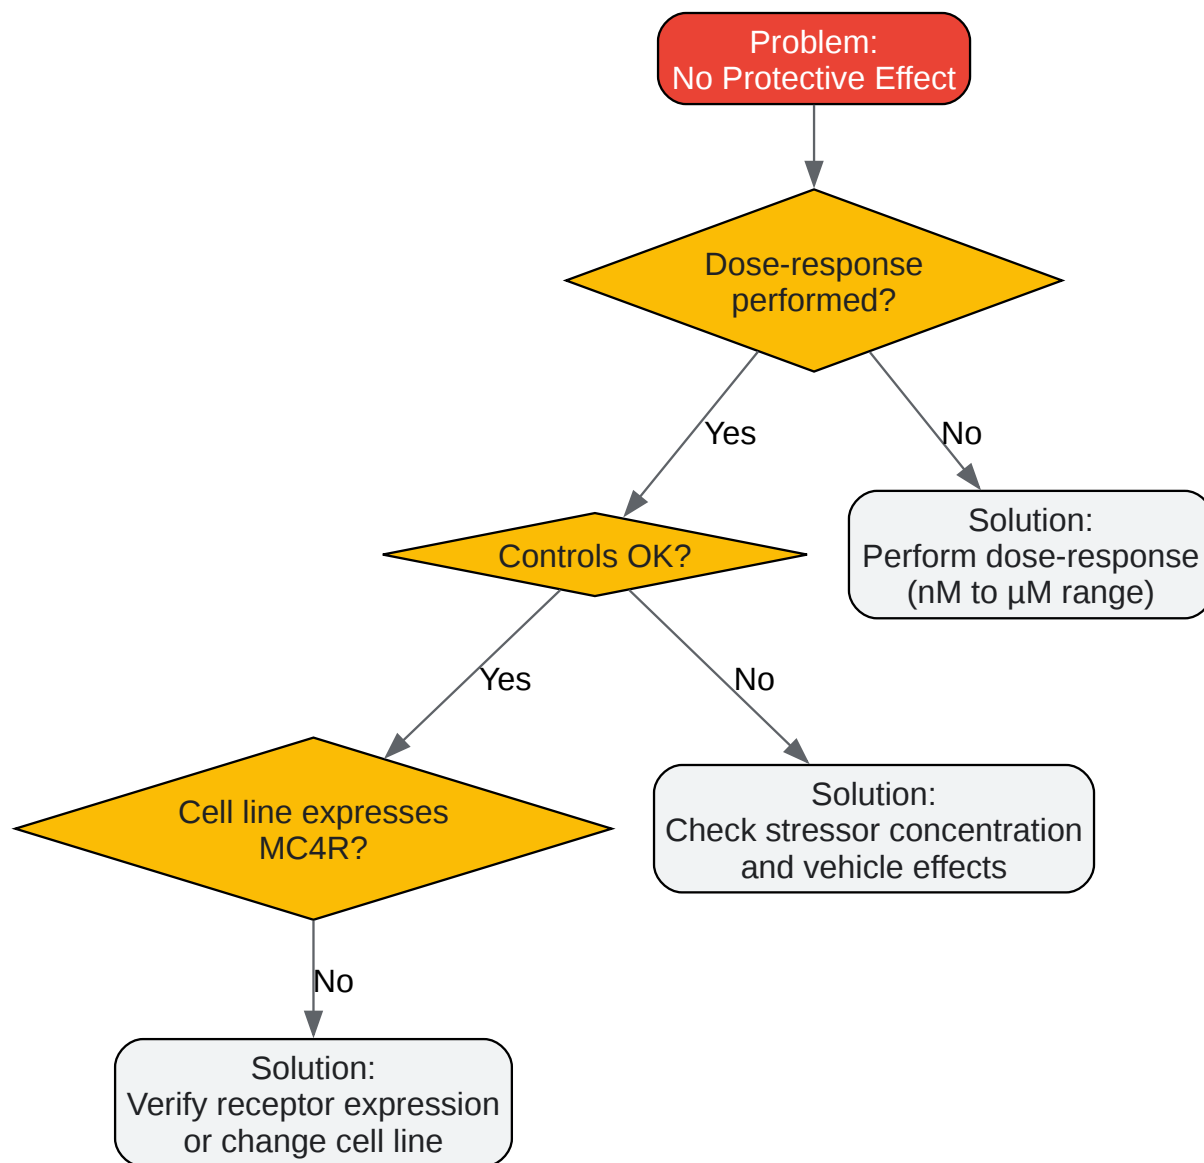 Problem:
No Protective Effect
Dose-response
performed?
Yes
No
Solution:
Perform dose-response
(nM to µM range)
Controls OK?
Yes
No
Cell line expresses
MC4R?
Solution:
Check stressor concentration
and vehicle effects
No
Solution:
Verify receptor expression
or change cell line